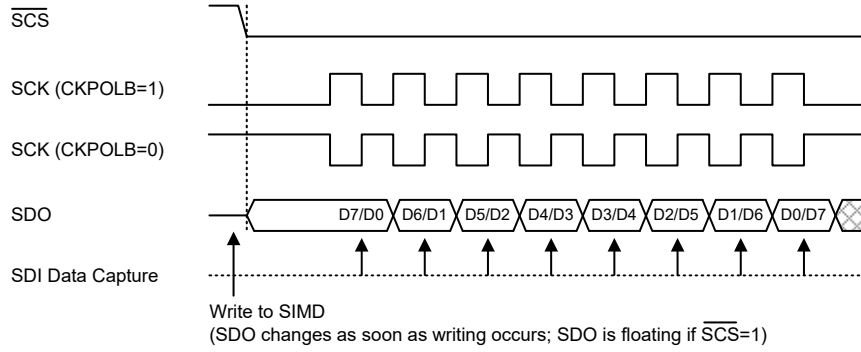 S̅C̅S̅
SCK (CKPOLB=1)
SCK (CKPOLB=0)
SDO
D7/D0 D6/D1 D5/D2 D4/D3 D3/D4 D2/D5 D1/D6 D0/D7
SDI Data Capture
Write to SIMD
(SDO changes as soon as writing occurs; SDO is floating if S̅C̅S̅=1)